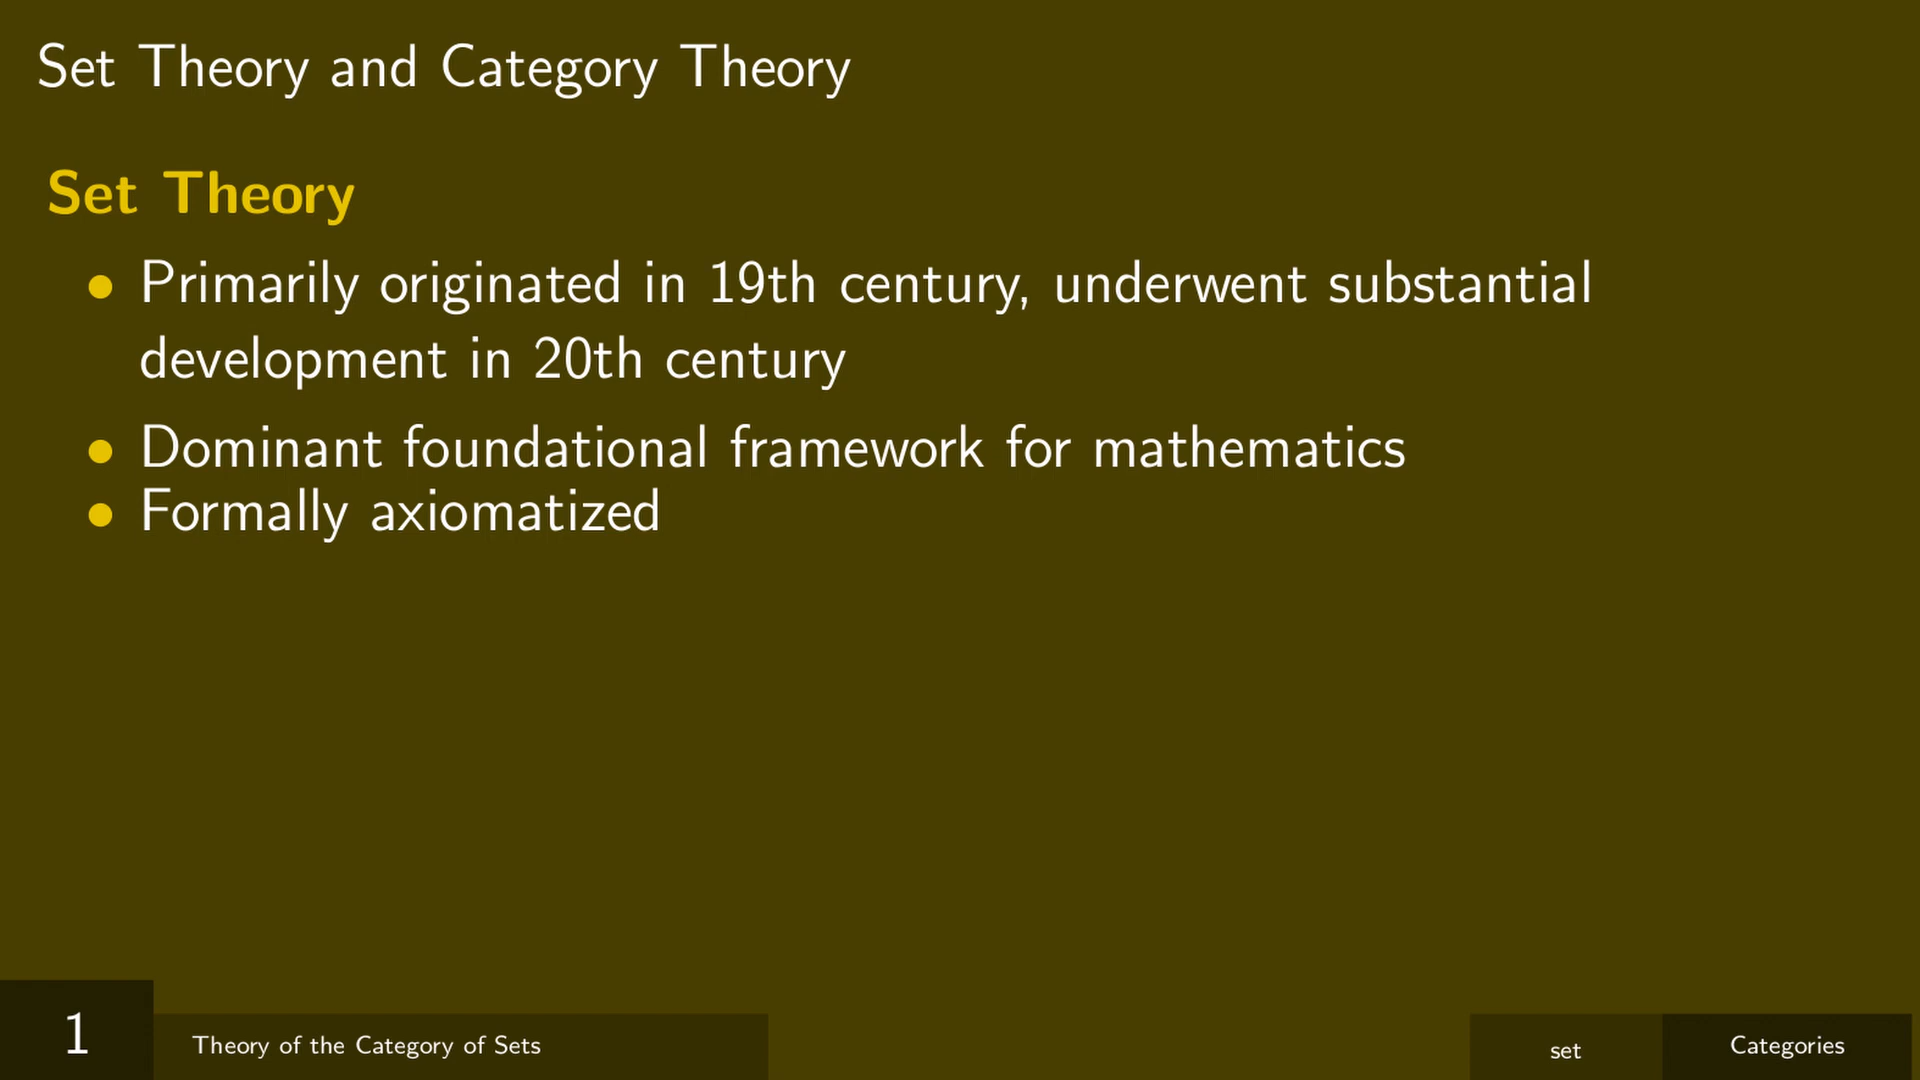 Set Theory and Category Theory
Set Theory
• Primarily originated in 19th century, underwent substantial
development in 20th century
• Dominant foundational framework for mathematics
• Formally axiomatized
1
Theory of the Category of Sets
set
Categories